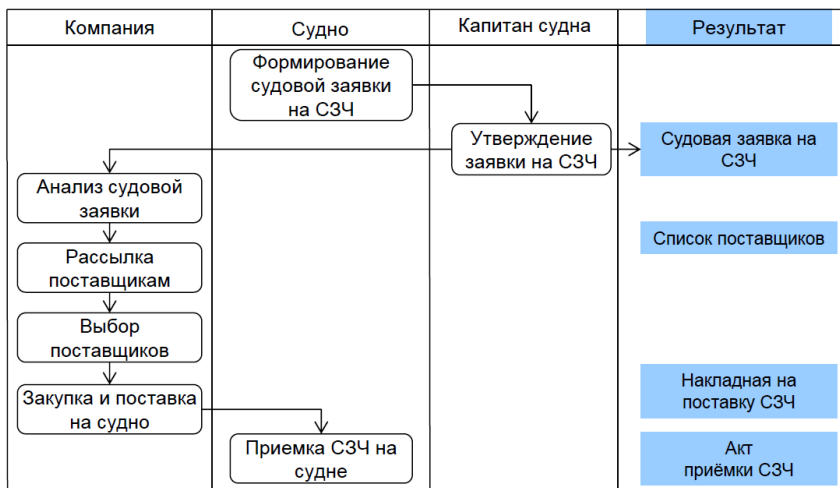 Компания
Судно
Капитан судна
Результат
Формирование
судовой заявки
на СЗЧ
Утверждение
заявки на СЗЧ
Судовая заявка на
СЗЧ
Анализ судовой
заявки
Рассылка
поставщикам
Список поставщиков
Выбор
поставщиков
Закупка и поставка
на судно
Накладная на
поставку СЗЧ
Приемка СЗЧ на
судне
Акт
приёмки СЗЧ